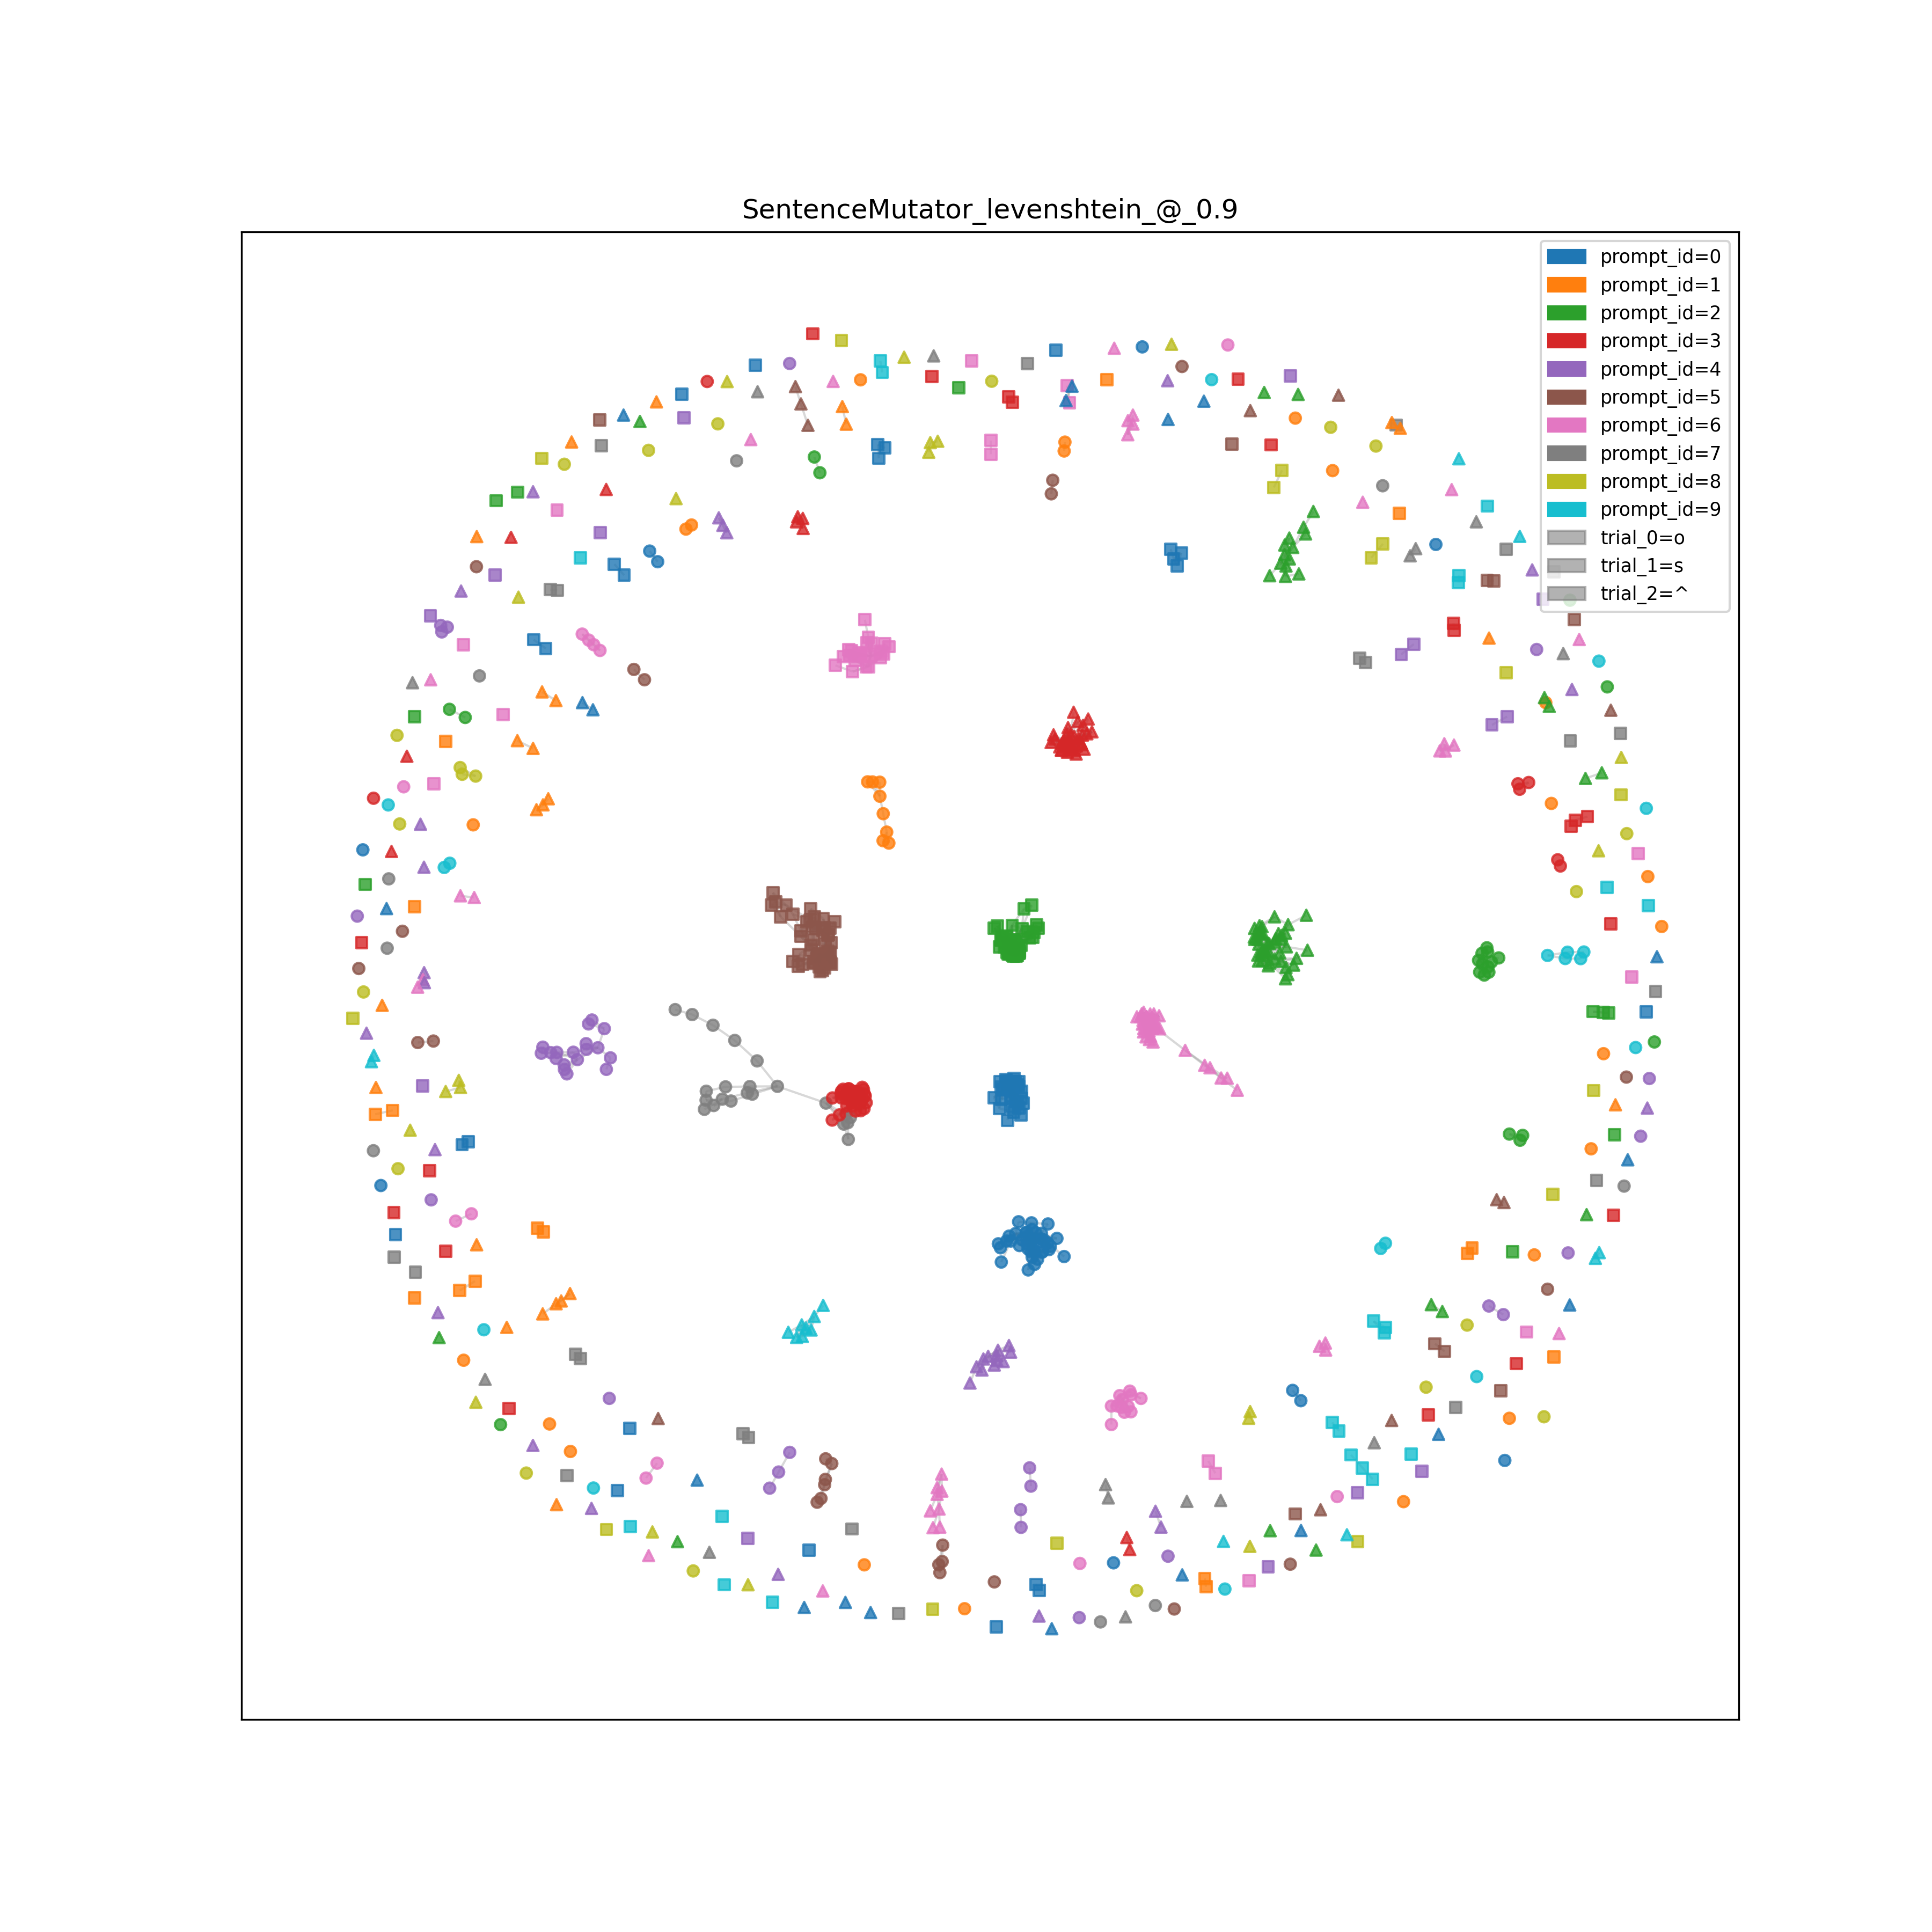 SentenceMutator_levenshtein_@_0.9
prompt_id=0
prompt_id=1
prompt_id=2
prompt_id=3
prompt_id=4
prompt_id=5
prompt_id=6
prompt_id=7
prompt_id=8
prompt_id=9
trial_0=o
trial_1=s
trial_2=^